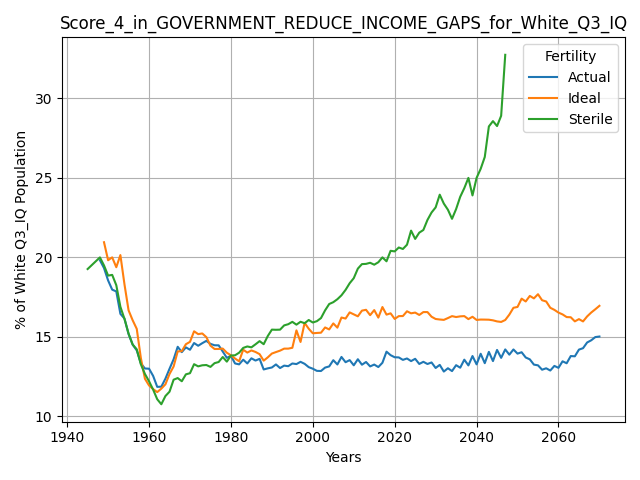 Score_4_in_GOVERNMENT_REDUCE_INCOME_GAPS_for_White_Q3_IQ
Fertility
Actual
Ideal
Sterile
30
25
20
15
10
% of White Q3_IQ Population
1940
1960
1980
2000
2020
2040
2060
Years